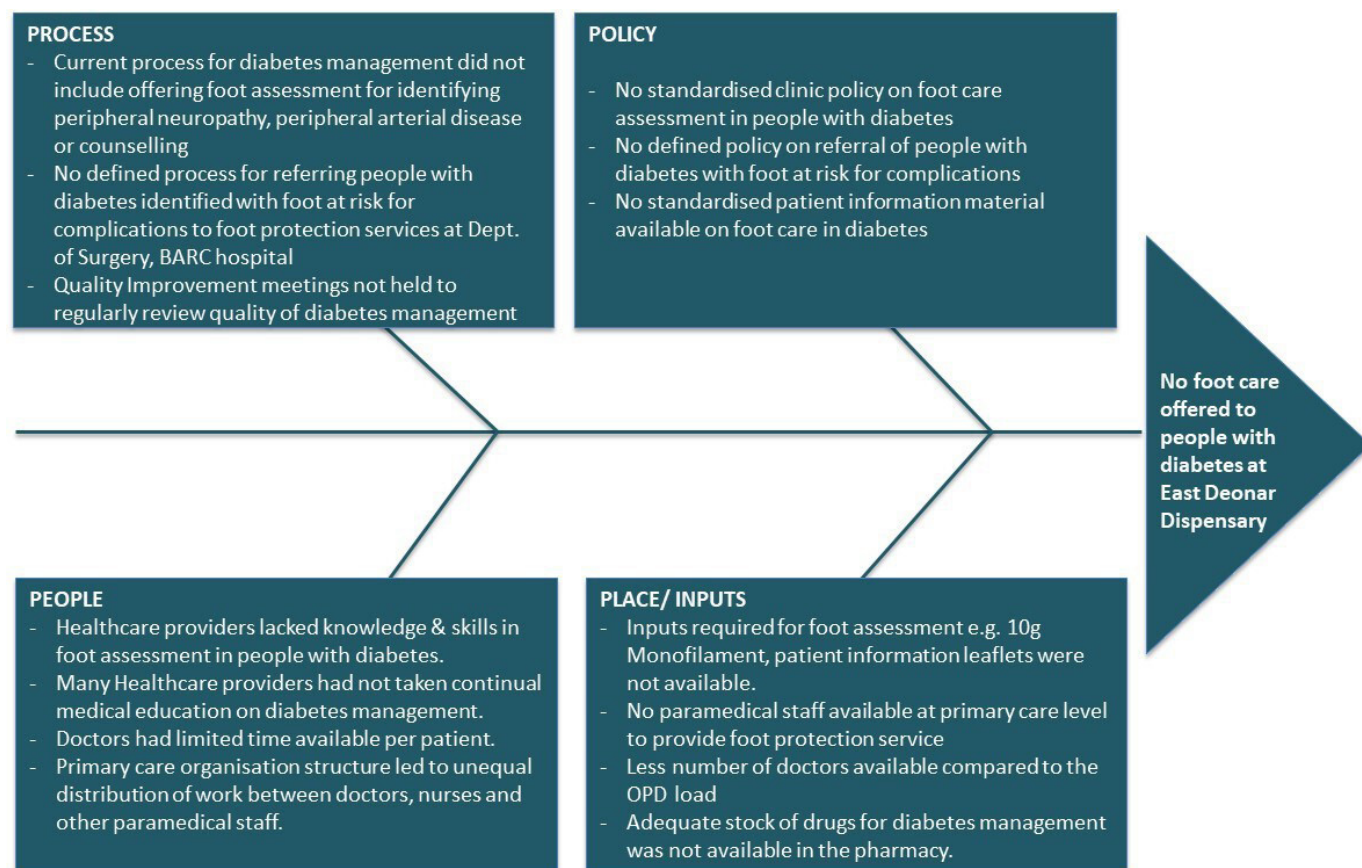 PROCESS
- Current process for diabetes management did not
include offering foot assessment for identifying
peripheral neuropathy, peripheral arterial disease
or counselling
- No defined process for referring people with
diabetes identified with foot at risk for
complications to foot protection services at Dept.
of Surgery, BARC hospital
- Quality Improvement meetings not held to
regularly review quality of diabetes management
POLICY
- No standardised clinic policy on foot care
assessment in people with diabetes
- No defined policy on referral of people with
diabetes with foot at risk for complications
- No standardised patient information material
available on foot care in diabetes
No foot care
offered to
people with
diabetes at
East Deonar
Dispensary
PEOPLE
- Healthcare providers lacked knowledge & skills in
foot assessment in people with diabetes.
- Many Healthcare providers had not taken continual
medical education on diabetes management.
- Doctors had limited time available per patient.
- Primary care organisation structure led to unequal
distribution of work between doctors, nurses and
other paramedical staff.
PLACE/ INPUTS
- Inputs required for foot assessment e.g. 10g
Monofilament, patient information leaflets were
not available.
- No paramedical staff available at primary care level
to provide foot protection service
- Less number of doctors available compared to the
OPD load
- Adequate stock of drugs for diabetes management
was not available in the pharmacy.